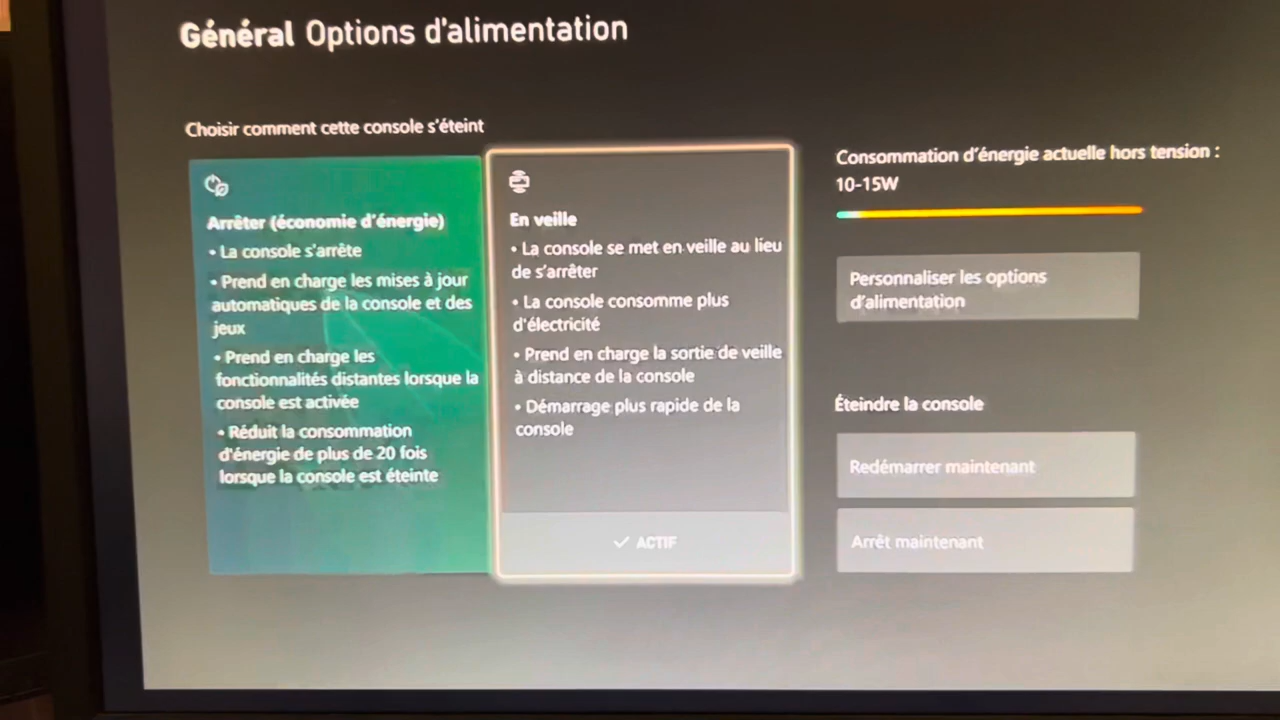 Général Options d'alimentation
Choisir comment cette console s'éteint
Arrêter (économie d'énergie)
• La console s'arrête
• Prend en charge les mises à jour
automatiques de la console et des
jeux
• Prend en charge les
fonctionnalités distantes lorsque la
console est activée
• Réduit la consommation
d'énergie de plus de 20 fois
lorsque la console est éteinte
En veille
• La console se met en veille au lieu
de s'arrêter
• La console consomme plus
d'électricité
• Prend en charge la sortie de veille
à distance de la console
• Démarrage plus rapide de la
console
✓ ACTIF
Consommation d'énergie actuelle hors tension :
10-15W
Personnaliser les options
d'alimentation
Éteindre la console
Redémarrer maintenant
Arrêt maintenant